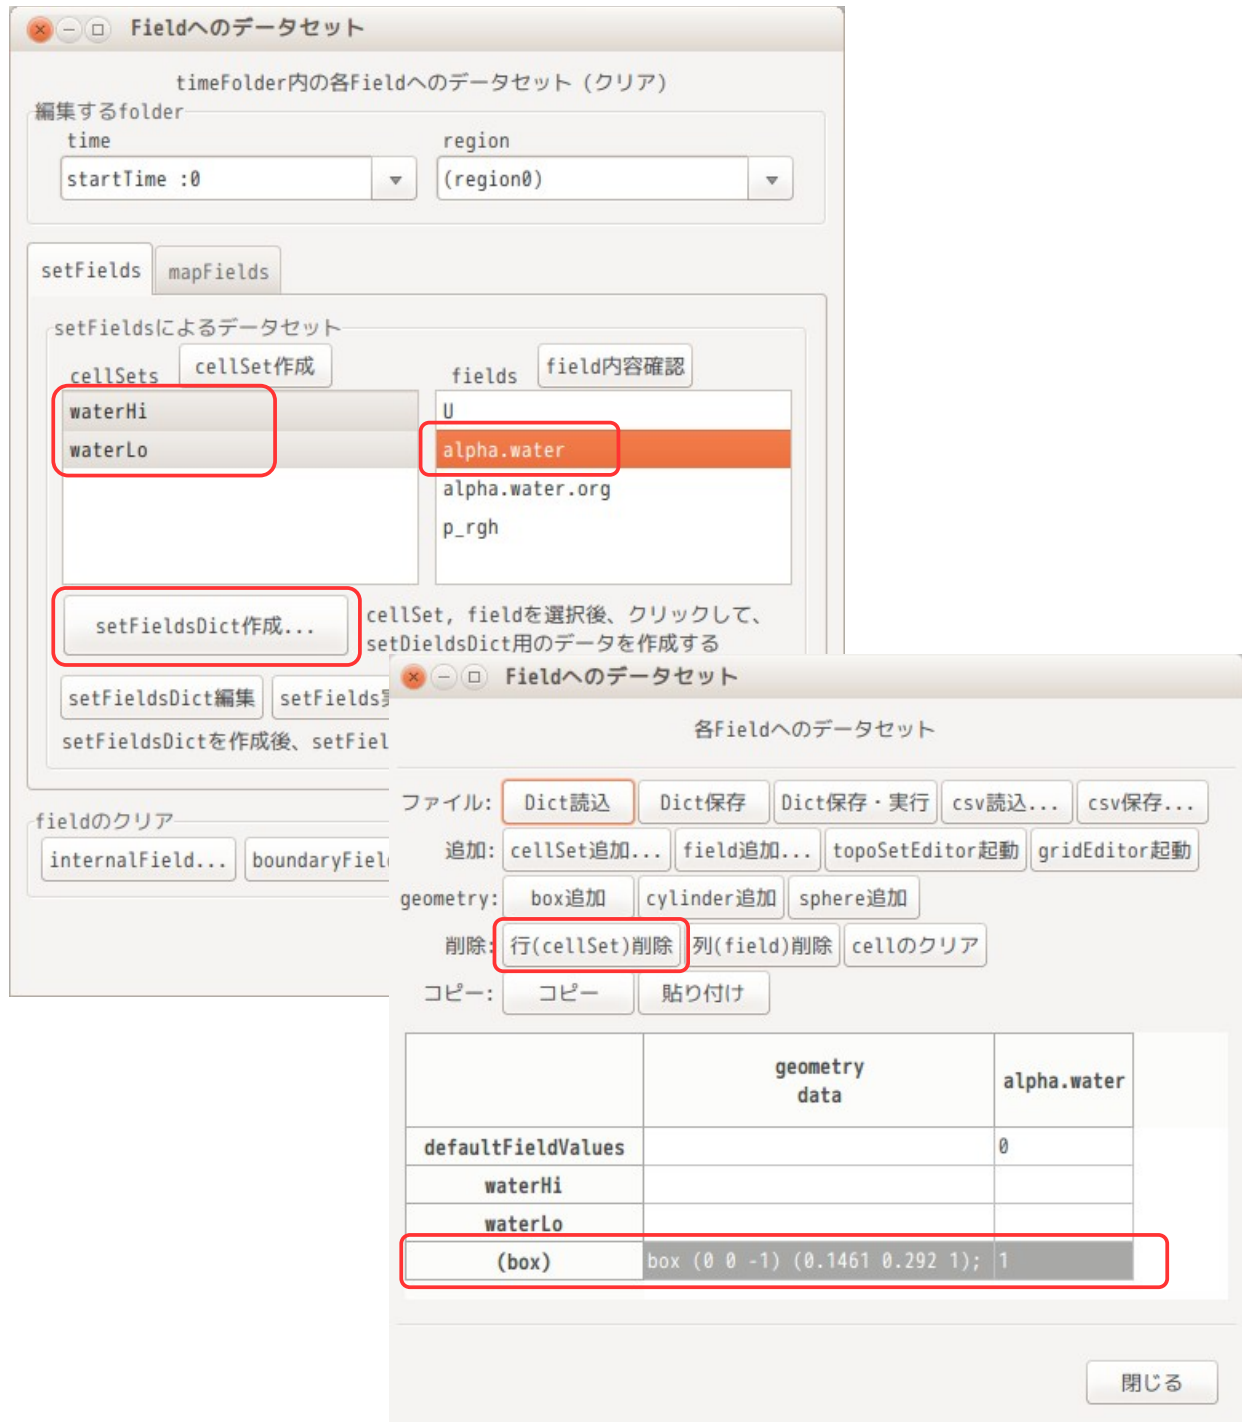 Fieldへのデータセット
timeFolder内の各Fieldへのデータセット (クリア)
編集するfolder
time
region
startTime :0
(region0)
setFields
mapFields
setFieldsによるデータセット
cellSets
cellSet作成
fields
field内容確認
waterHi
waterLo
U
alpha.water
alpha.water.org
p_rgh
setFieldsDict作成...
cellSet, fieldを選択後、クリックして、
setDieldsDict用のデータを作成する
setFieldsDict編集
setFields実
setFieldsDictを作成後、setFiel
fieldのクリア
internalField...
boundaryFiel
Fieldへのデータセット
各Fieldへのデータセット
ファイル: Dict読込 Dict保存 Dict保存・実行 csv読込... csv保存...
追加: cellSet追加... field追加... topoSetEditor起動 gridEditor起動
geometry: box追加 cylinder追加 sphere追加
削除: 行(cellSet)削除 列(field)削除 cellのクリア
コピー: コピー 貼り付け
geometry
data
alpha.water
defaultFieldValues 0
waterHi
waterLo
(box) box (0 0 -1) (0.1461 0.292 1); 1
閉じる